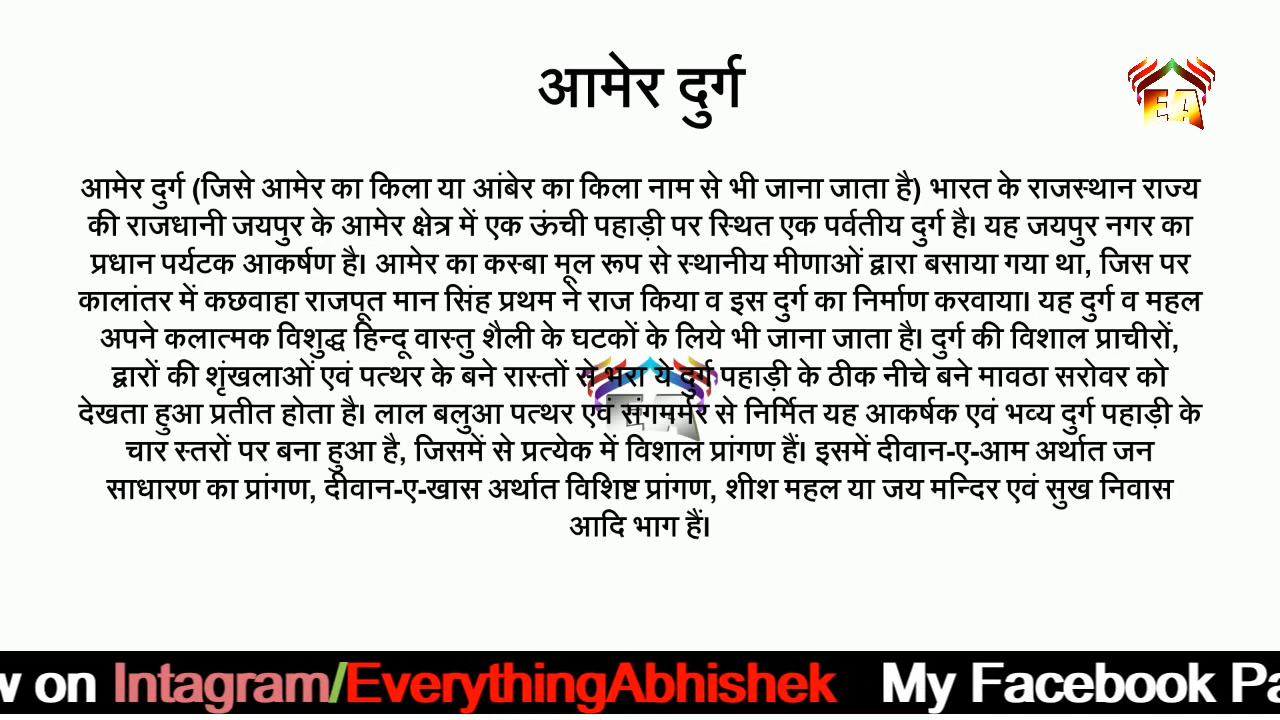 आमेर दुर्ग
EA
आमेर दुर्ग (जिसे आमेर का किला या आंबेर का किला नाम से भी जाना जाता है) भारत के राजस्थान राज्य
की राजधानी जयपुर के आमेर क्षेत्र में एक ऊंची पहाड़ी पर स्थित एक पर्वतीय दुर्ग है। यह जयपुर नगर का
प्रधान पर्यटक आकर्षण है। आमेर का कस्बा मूल रूप से स्थानीय मीणाओं द्वारा बसाया गया था, जिस पर
कालांतर में कछवाहा राजपूत मान सिंह प्रथम ने राज किया व इस दुर्ग का निर्माण करवाया। यह दुर्ग व महल
अपने कलात्मक विशुद्ध हिन्दू वास्तु शैली के घटकों के लिये भी जाना जाता है। दुर्ग की विशाल प्राचीरों,
द्वारों की शृंखलाओं एवं पत्थर के बने रास्तों से भरा ये दुर्ग पहाड़ी के ठीक नीचे बने मावठा सरोवर को
देखता हुआ प्रतीत होता है। लाल बलुआ पत्थर एवं संगमर्मर से निर्मित यह आकर्षक एवं भव्य दुर्ग पहाड़ी के
चार स्तरों पर बना हुआ है, जिसमें से प्रत्येक में विशाल प्रांगण हैं। इसमें दीवान-ए-आम अर्थात जन
साधारण का प्रांगण, दीवान-ए-खास अर्थात विशिष्ट प्रांगण, शीश महल या जय मन्दिर एवं सुख निवास
आदि भाग हैं।
EA
w on Intagram/EverythingAbhishek My Facebook Pa